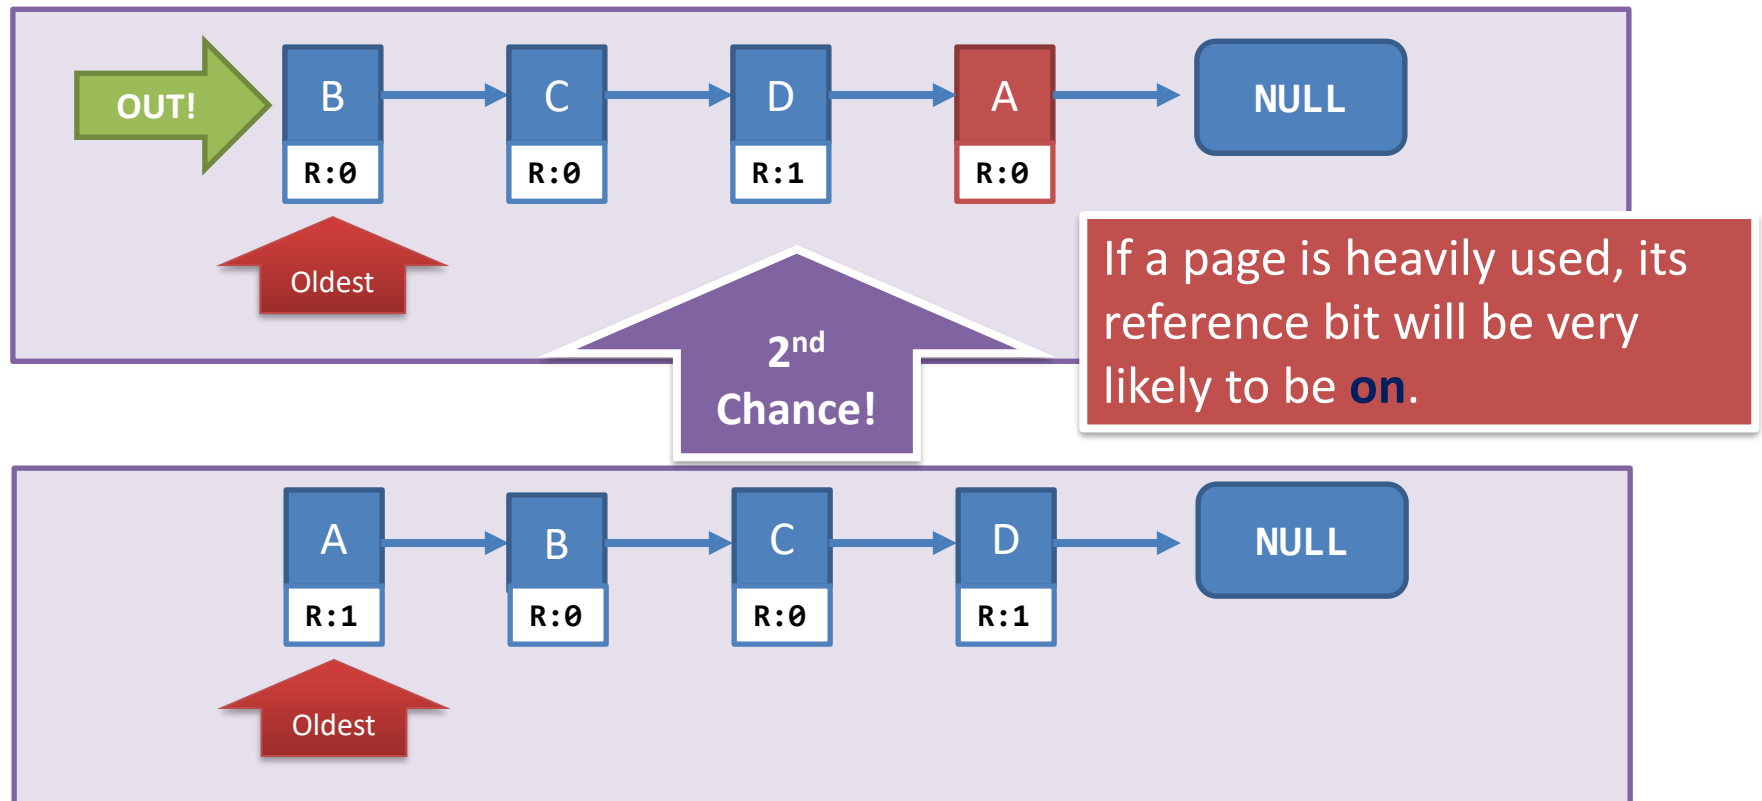 OUT!
B
C
D
A
NULL
R:0
R:0
R:1
R:0
Oldest
If a page is heavily used, its
reference bit will be very
likely to be on.
2nd
Chance!
A
B
C
D
NULL
R:1
R:0
R:0
R:1
Oldest